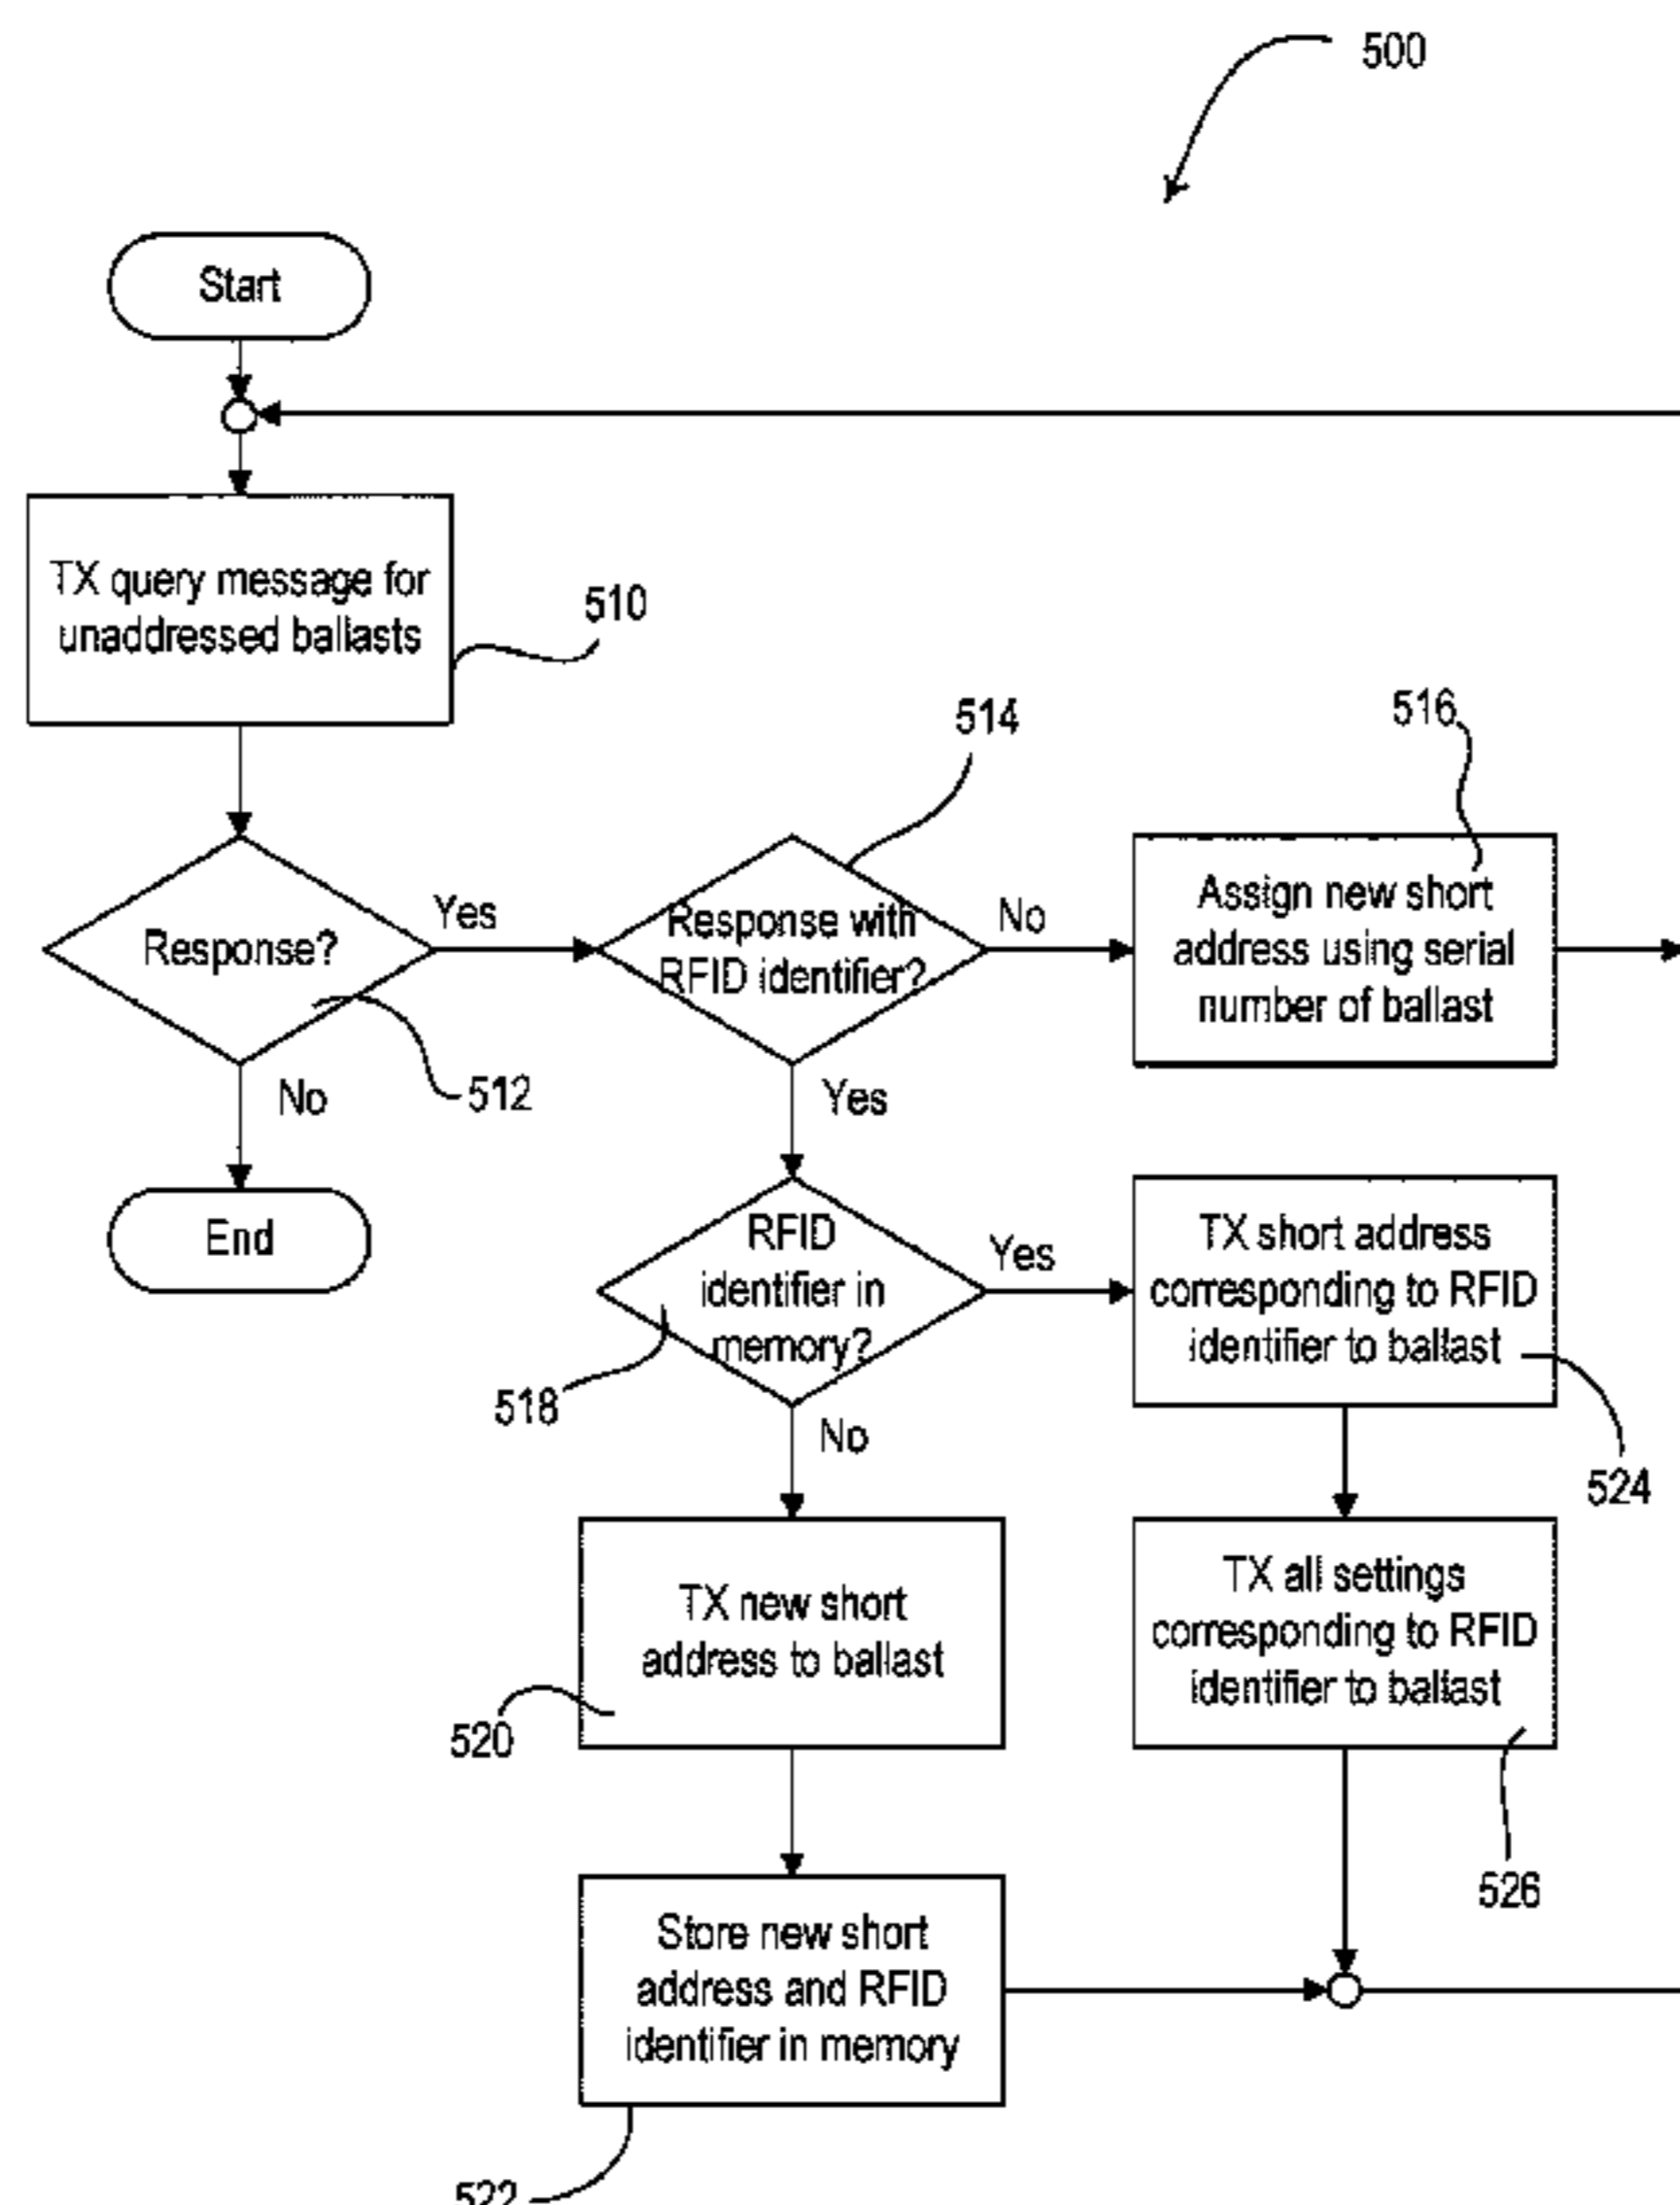 500
Start
TX query message for
unaddressed ballasts
510
514
516
Response?
Yes
Response with
RFID identifier?
No
Assign new short
address using serial
number of ballast
512
No
Yes
End
RFID
identifier in
memory?
Yes
TX short address
corresponding to RFID
identifier to ballast
518
No
524
TX new short
address to ballast
TX all settings
corresponding to RFID
identifier to ballast
520
526
Store new short
address and RFID
identifier in memory
522